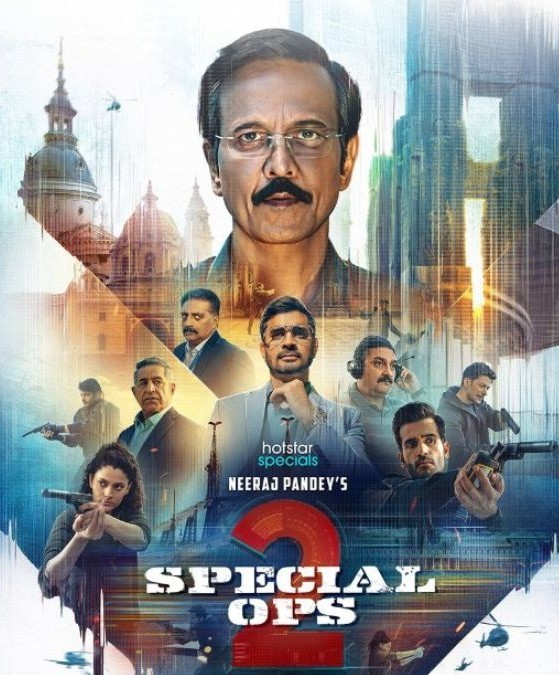 hotstar
specials
NEERAJ PANDEY'S
2
SPECIAL
OPS